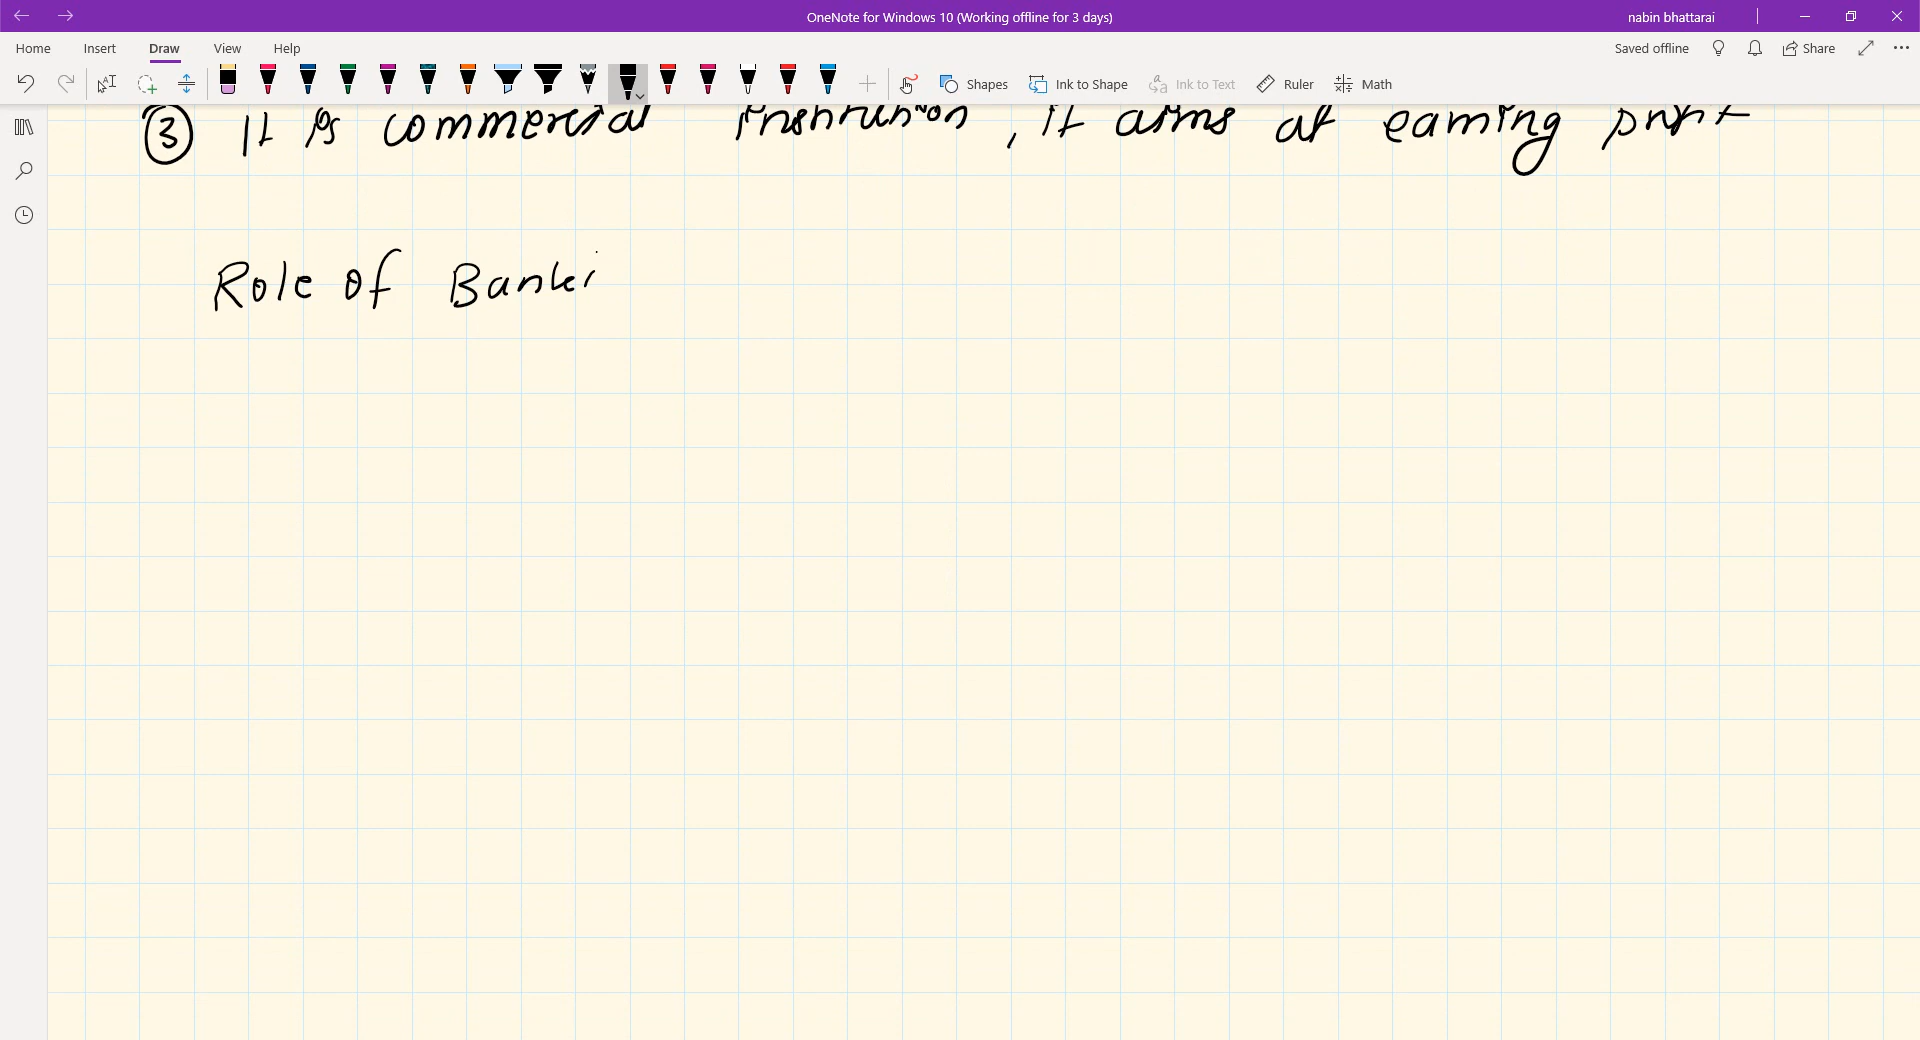 OneNote for Windows 10 (Working offline for 3 days)
nabin bhattarai
Home Insert Draw View Help
Saved offline Share
Shapes Ink to Shape Ink to Text Ruler Math
3 It is commercial institution, it aims at earning profit
Role of Banki